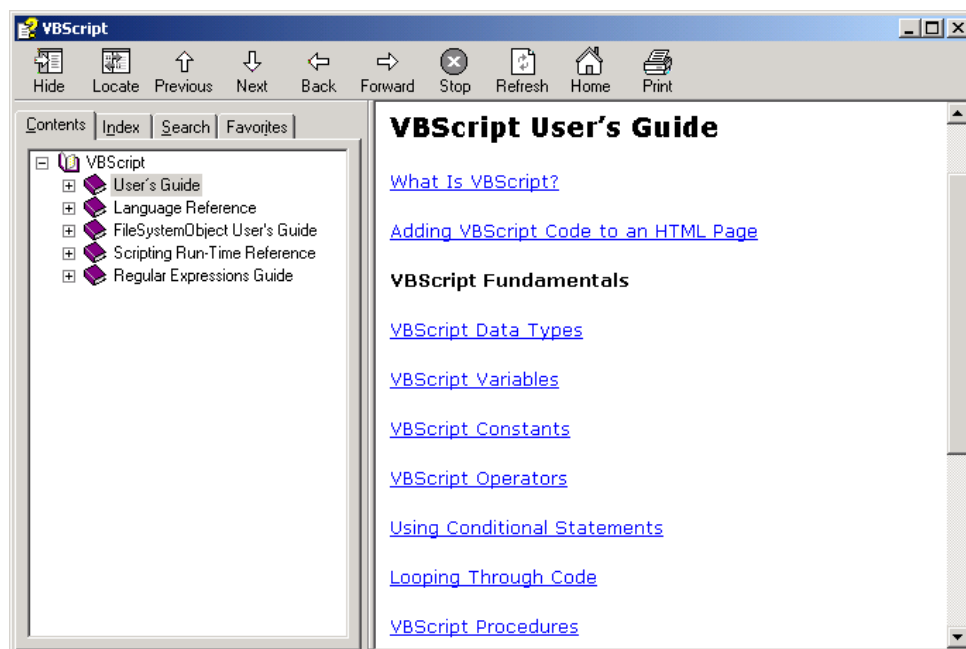 VBScript
Hide Locate Previous Next Back Forward Stop Refresh Home Print
Contents Index Search Favorites
VBScript
User's Guide
Language Reference
FileSystemObject User's Guide
Scripting Run-Time Reference
Regular Expressions Guide
VBScript User's Guide
What Is VBScript?
Adding VBScript Code to an HTML Page
VBScript Fundamentals
VBScript Data Types
VBScript Variables
VBScript Constants
VBScript Operators
Using Conditional Statements
Looping Through Code
VBScript Procedures